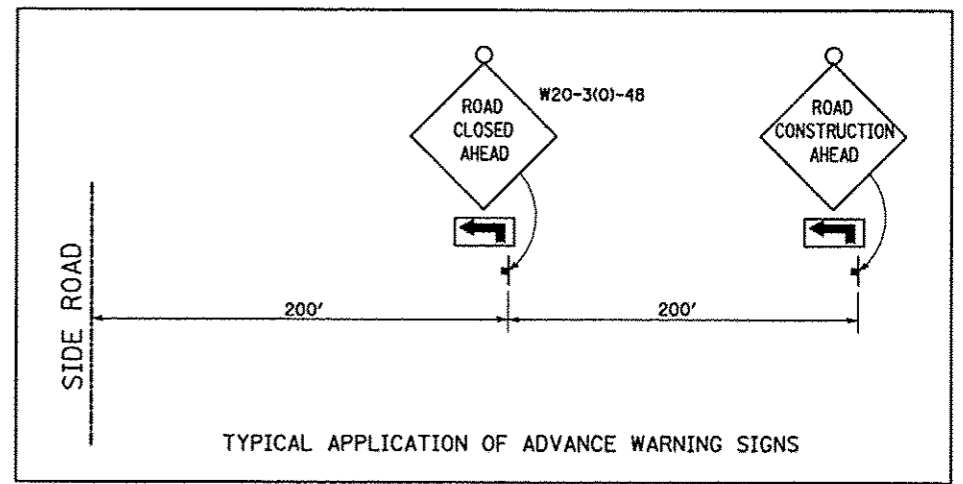 ROAD
CLOSED
AHEAD
W20-3(O)-48
ROAD
CONSTRUCTION
AHEAD
SIDE ROAD
200'
200'
TYPICAL APPLICATION OF ADVANCE WARNING SIGNS